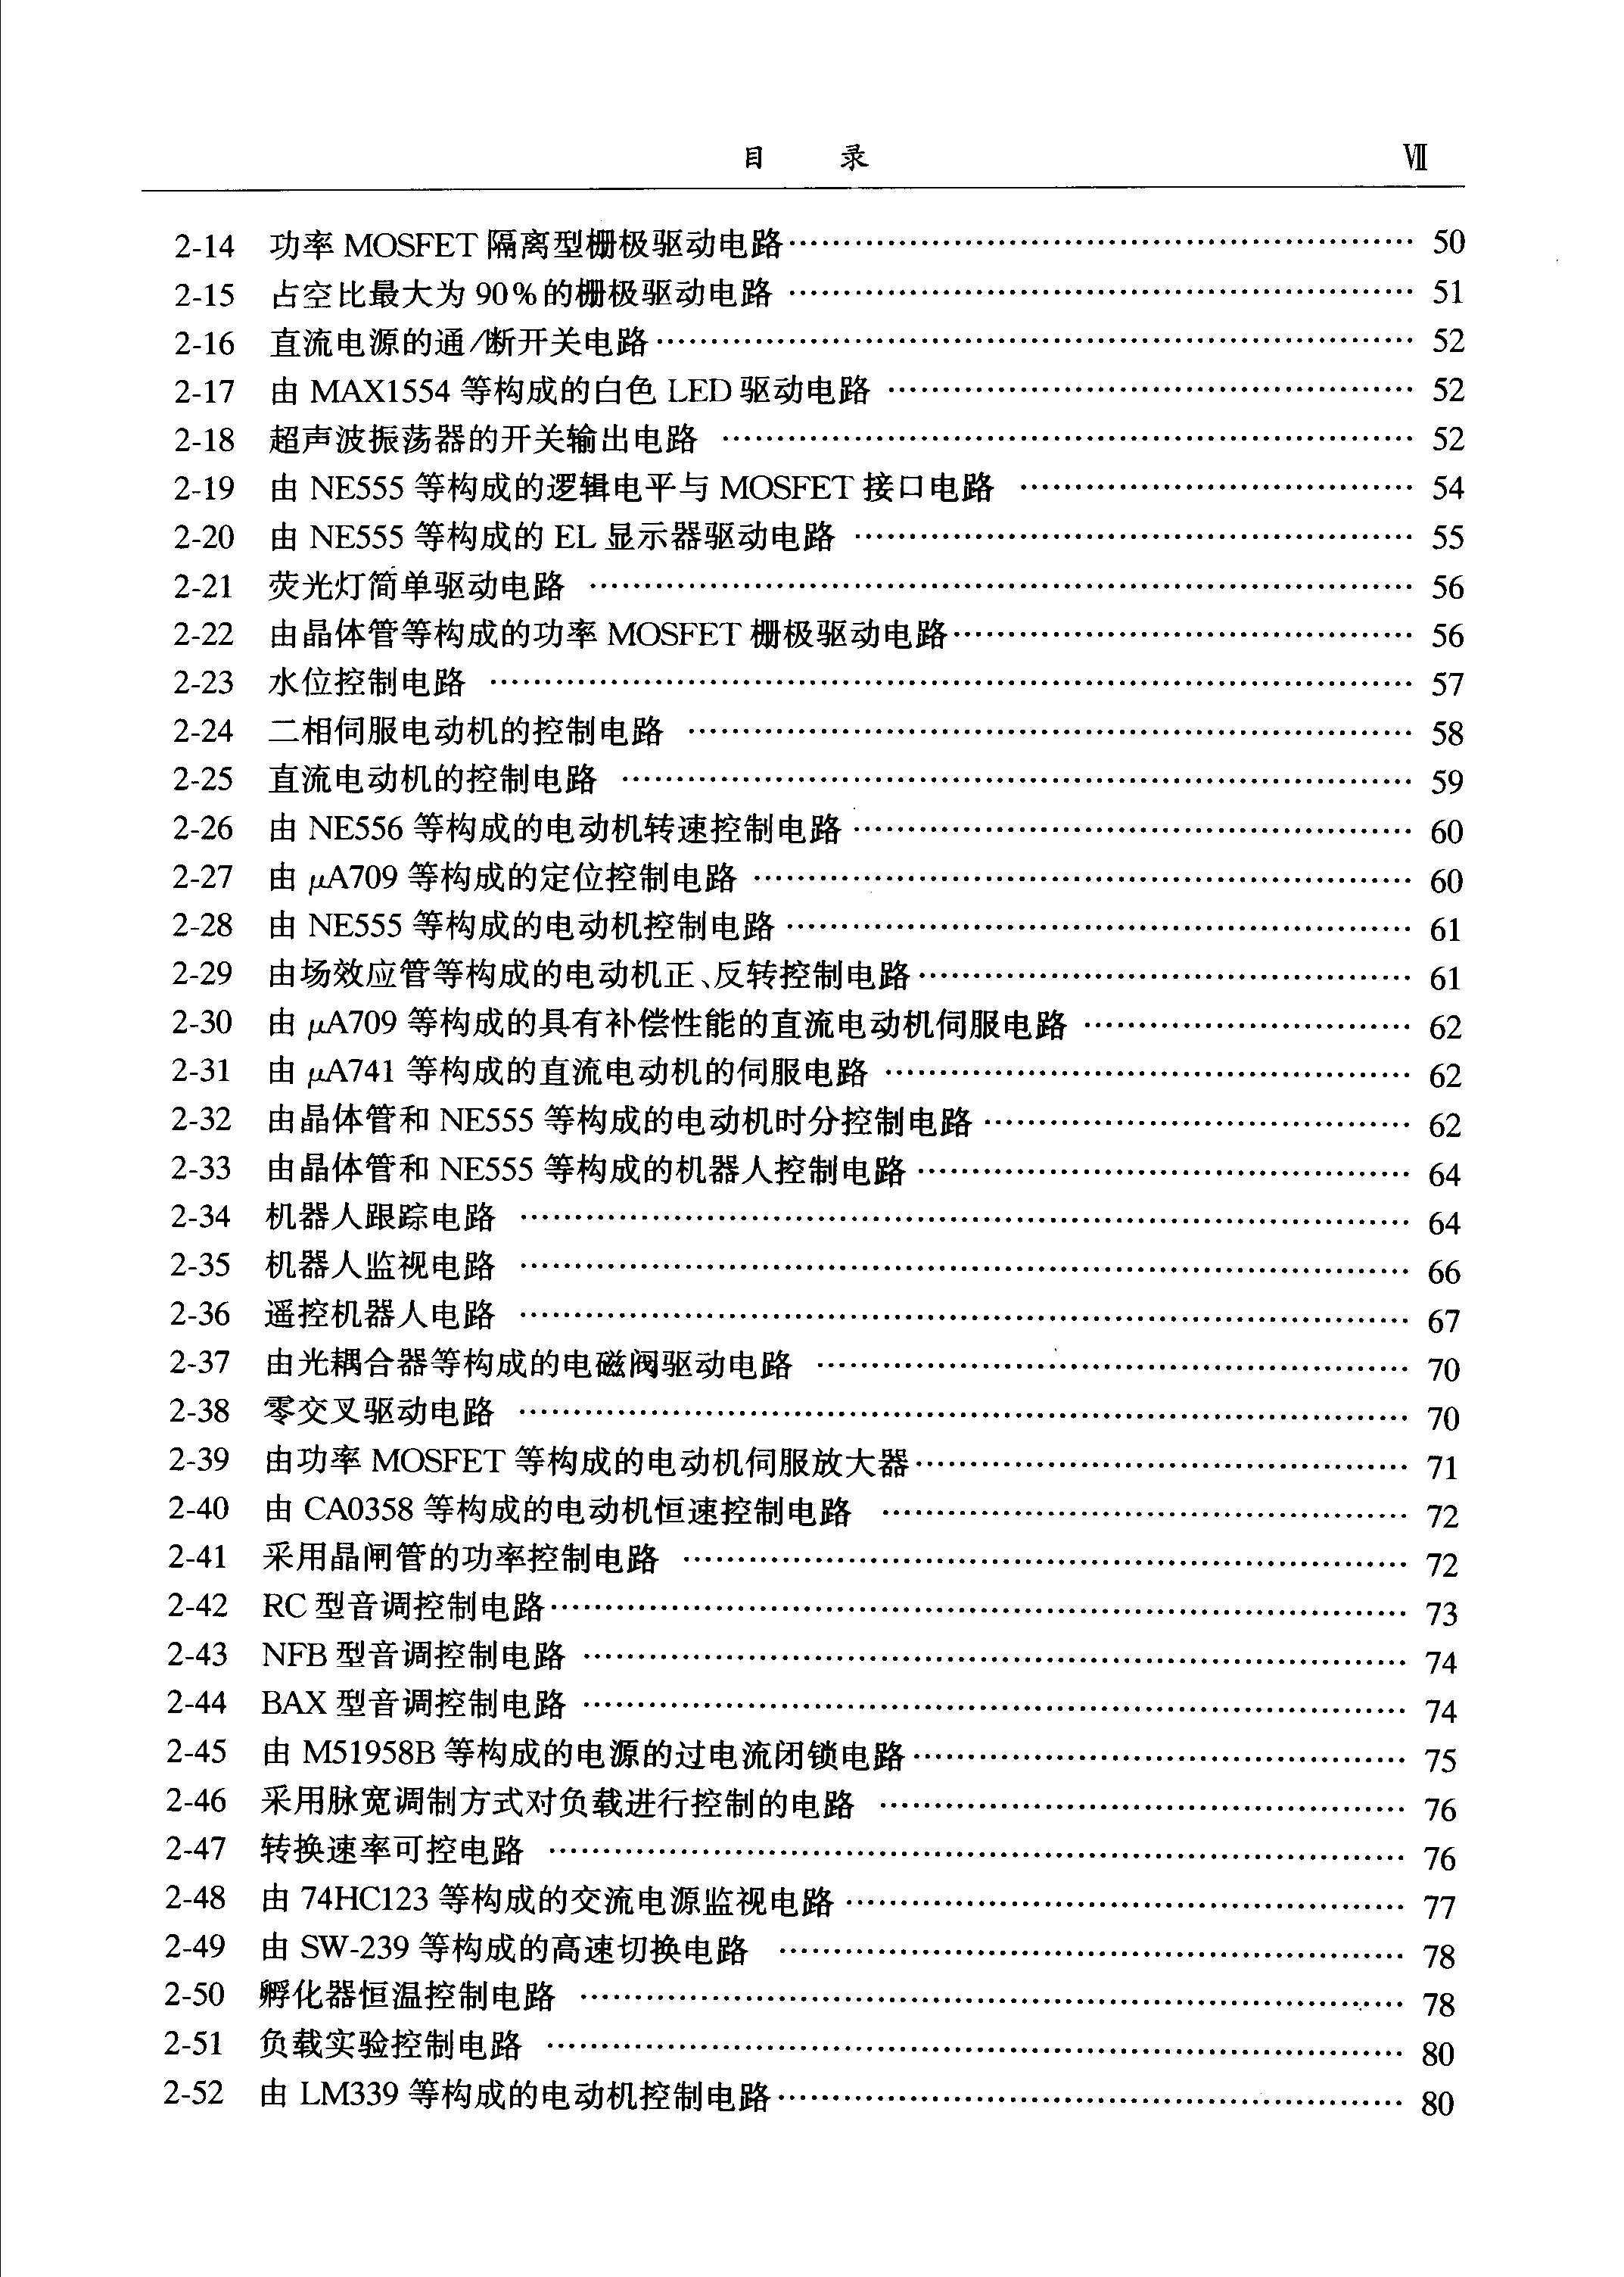 目 录 Ⅶ
2-14 功率 MOSFET 隔离型栅极驱动电路…… 50
2-15 占空比最大为 90%的栅极驱动电路 …… 51
2-16 直流电源的通/断开关电路…… 52
2-17 由 MAX1554 等构成的白色 LED 驱动电路 …… 52
2-18 超声波振荡器的开关输出电路 …… 52
2-19 由 NE555 等构成的逻辑电平与 MOSFET 接口电路 …… 54
2-20 由 NE555 等构成的 EL 显示器驱动电路 …… 55
2-21 荧光灯简单驱动电路 …… 56
2-22 由晶体管等构成的功率 MOSFET 栅极驱动电路…… 56
2-23 水位控制电路 …… 57
2-24 二相伺服电动机的控制电路 …… 58
2-25 直流电动机的控制电路 …… 59
2-26 由 NE556 等构成的电动机转速控制电路 …… 60
2-27 由 μA709 等构成的定位控制电路 …… 60
2-28 由 NE555 等构成的电动机控制电路 …… 61
2-29 由场效应管等构成的电动机正、反转控制电路…… 61
2-30 由 μA709 等构成的具有补偿性能的直流电动机伺服电路 …… 62
2-31 由 μA741 等构成的直流电动机的伺服电路 …… 62
2-32 由晶体管和 NE555 等构成的电动机时分控制电路 …… 62
2-33 由晶体管和 NE555 等构成的机器人控制电路 …… 64
2-34 机器人跟踪电路 …… 64
2-35 机器人监视电路 …… 66
2-36 遥控机器人电路 …… 67
2-37 由光耦合器等构成的电磁阀驱动电路 …… 70
2-38 零交叉驱动电路 …… 70
2-39 由功率 MOSFET 等构成的电动机伺服放大器…… 71
2-40 由 CA0358 等构成的电动机恒速控制电路 …… 72
2-41 采用晶闸管的功率控制电路 …… 72
2-42 RC 型音调控制电路…… 73
2-43 NFB 型音调控制电路 …… 74
2-44 BAX 型音调控制电路 …… 74
2-45 由 M51958B 等构成的电源的过电流闭锁电路…… 75
2-46 采用脉宽调制方式对负载进行控制的电路 …… 76
2-47 转换速率可控电路 …… 76
2-48 由 74HC123 等构成的交流电源监视电路 …… 77
2-49 由 SW-239 等构成的高速切换电路 …… 78
2-50 孵化器恒温控制电路 …… 78
2-51 负载实验控制电路 …… 80
2-52 由 LM339 等构成的电动机控制电路…… 80